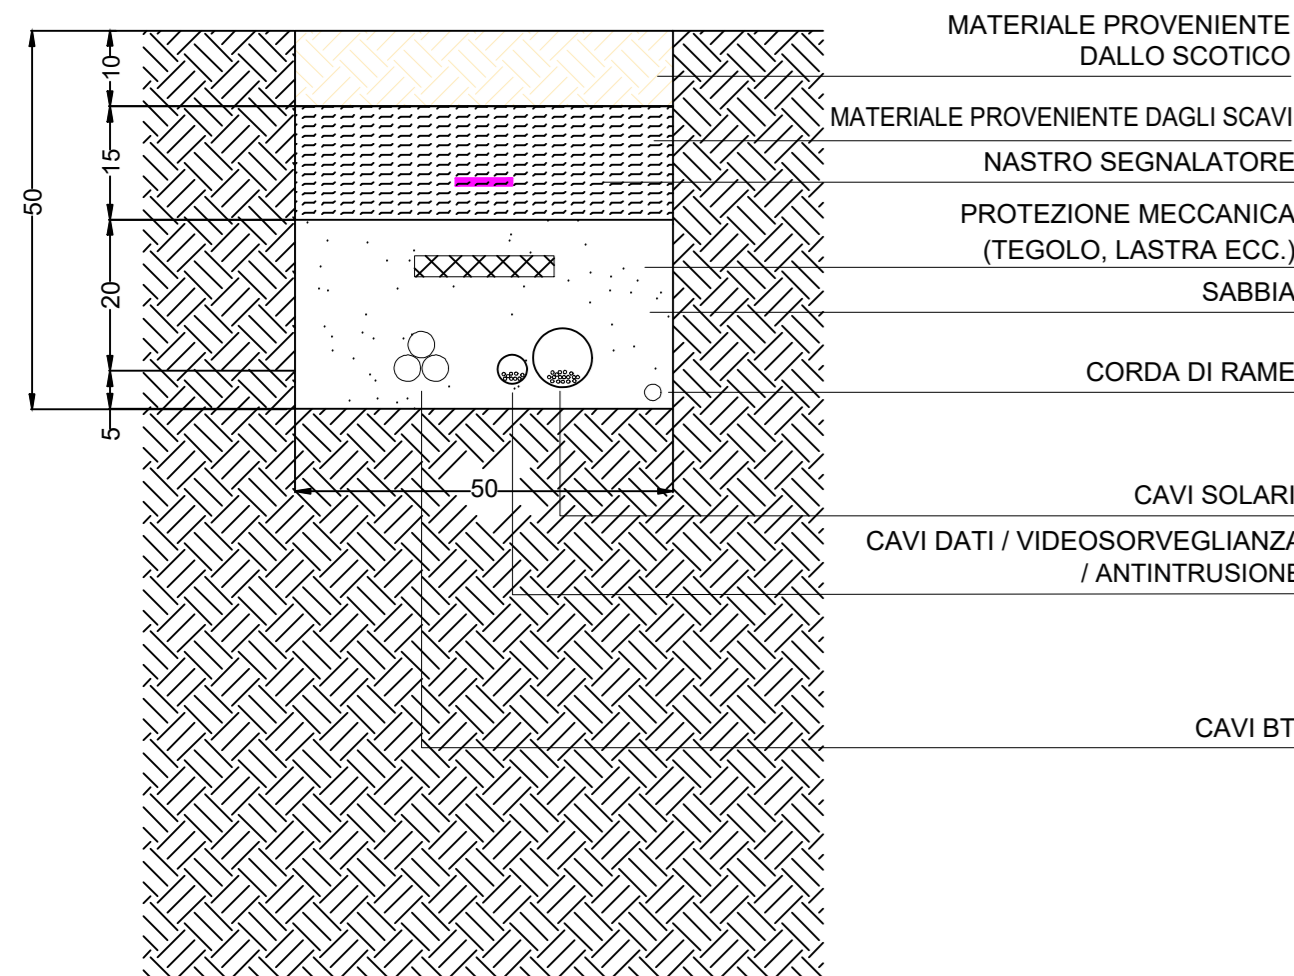 MATERIALE PROVENIENTE
DALLO SCOTICO
MATERIALE PROVENIENTE DAGLI SCAVI
NASTRO SEGNALATORE
PROTEZIONE MECCANICA
(TEGOLO, LASTRA ECC.)
SABBIA
CORDA DI RAME
CAVI SOLARI
CAVI DATI / VIDEOSORVEGLIANZA
/ ANTINTRUSIONE
CAVI BT
50
10
15
20
5
50